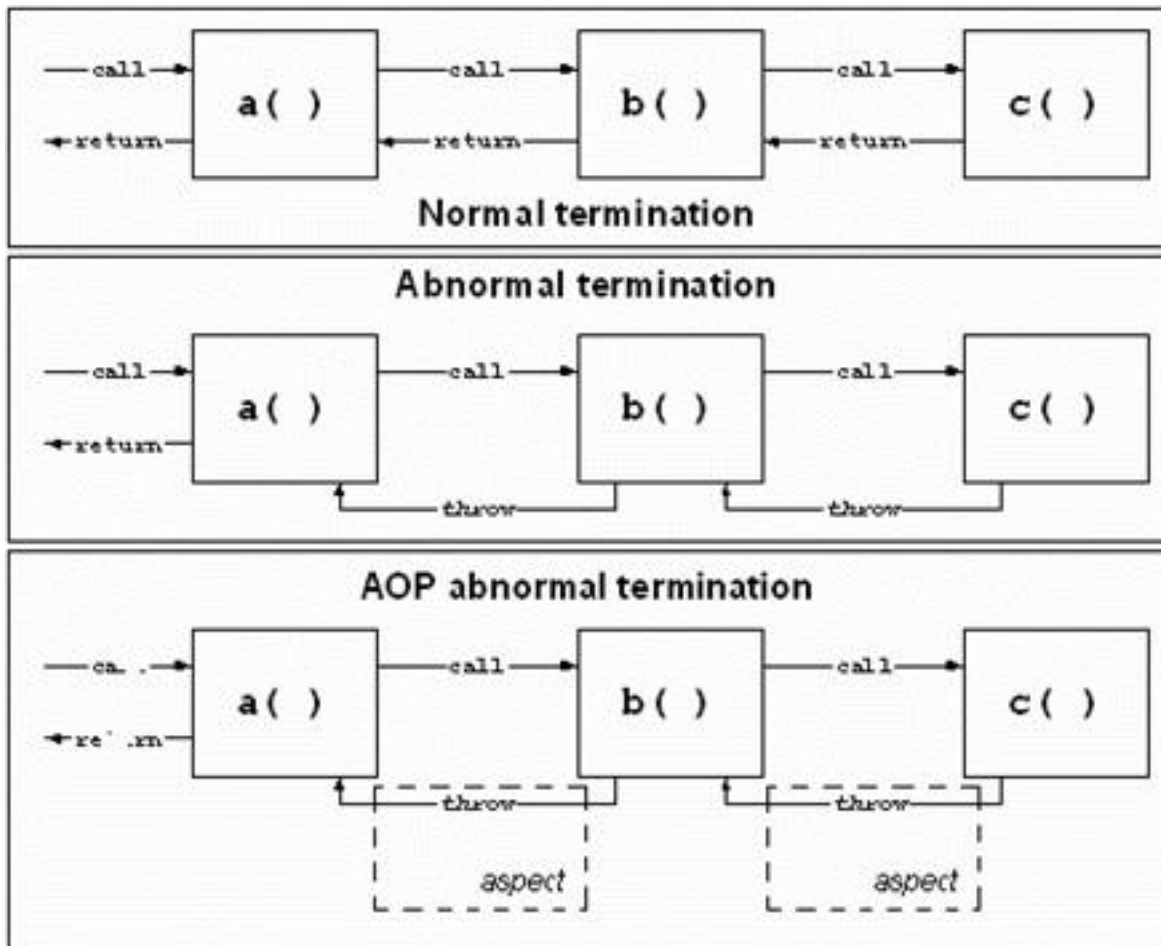 call call call
a( ) b( ) c( )
return return return
Normal termination
Abnormal termination
call call call
a( ) b( ) c( )
return
throw throw
AOP abnormal termination
call call
a( ) b( ) c( )
throw throw
aspect aspect